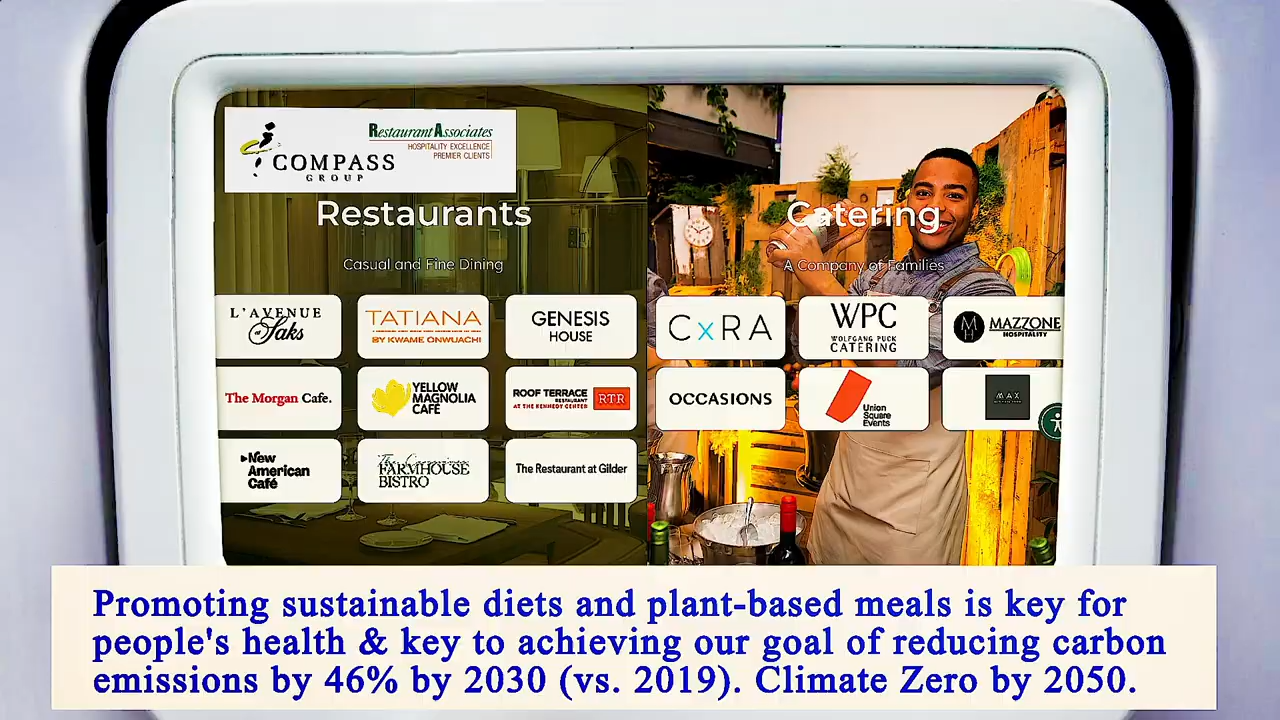 COMPASS
GROUP
Restaurant Associates
HOSPITALITY EXCELLENCE
PREMIER CLIENTS
Restaurants
Casual and Fine Dining
L'AVENUE
Saks
TATIANA
BY KWAME ONWUACHI
GENESIS
HOUSE
The Morgan Cafe.
YELLOW
MAGNOLIA
CAFÉ
ROOF TERRACE
RESTAURANT
AT THE KENNEDY CENTER
RTR
New
American
Café
FARMHOUSE
BISTRO
The Restaurant at Gilder
Catering
A Company of Families
CxRA
WPC
WOLFGANG PUCK
CATERING
MH
MAZZONE
HOSPITALITY
OCCASIONS
Union
Square
Events
MAX
Promoting sustainable diets and plant-based meals is key for
people's health & key to achieving our goal of reducing carbon
emissions by 46% by 2030 (vs. 2019). Climate Zero by 2050.